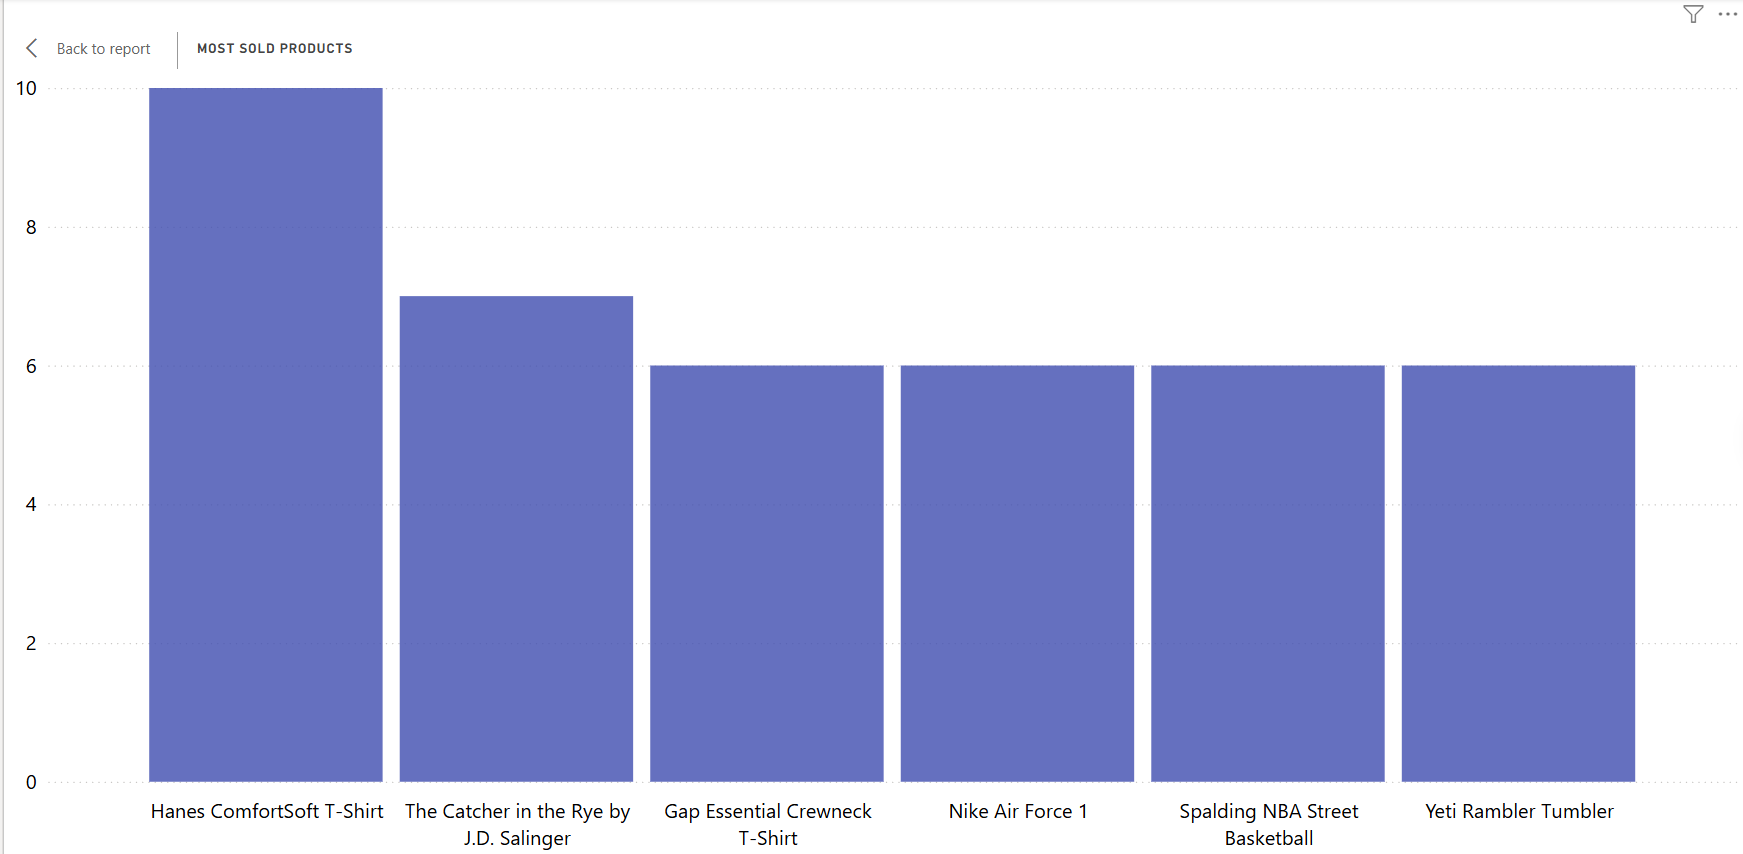 Back to report
MOST SOLD PRODUCTS
10
8
6
4
2
0
Hanes ComfortSoft T-Shirt
The Catcher in the Rye by
J.D. Salinger
Gap Essential Crewneck
T-Shirt
Nike Air Force 1
Spalding NBA Street
Basketball
Yeti Rambler Tumbler